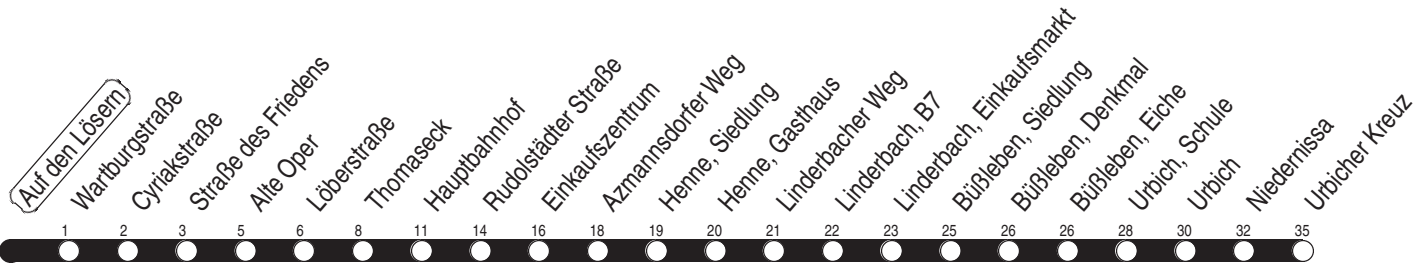 Auf den Lösern
Wartburgstraße
Cyriakstraße
Straße des Friedens
Alte Oper
Löberstraße
Thomaseck
Hauptbahnhof
Rudolstädter Straße
Einkaufszentrum
Azmannsdorfer Weg
Henne, Siedlung
Henne, Gasthaus
Linderbacher Weg
Linderbach, B7
Linderbach, Einkaufsmarkt
Büßleben, Siedlung
Büßleben, Denkmal
Büßleben, Eiche
Urbich, Schule
Urbich
Niedernissa
Urbicher Kreuz
1 2 3 5 6 8 11 14 16 18 19 20 21 22 23 25 26 26 28 30 32 35